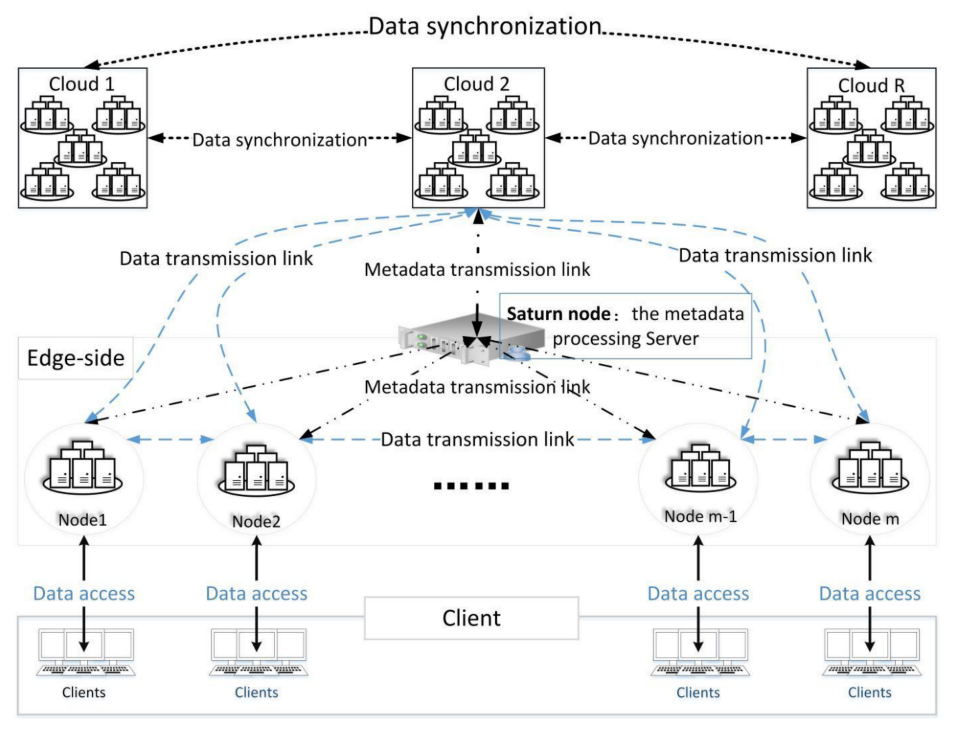 Data synchronization
Cloud 1
Cloud 2
Cloud R
Data synchronization
Data synchronization
Data transmission link
Metadata transmission link
Data transmission link
Saturn node：the metadata
processing Server
Edge-side
Metadata transmission link
Data transmission link
......
Node1
Node2
Node m-1
Node m
Data access
Data access
Data access
Data access
Client
Clients
Clients
Clients
Clients